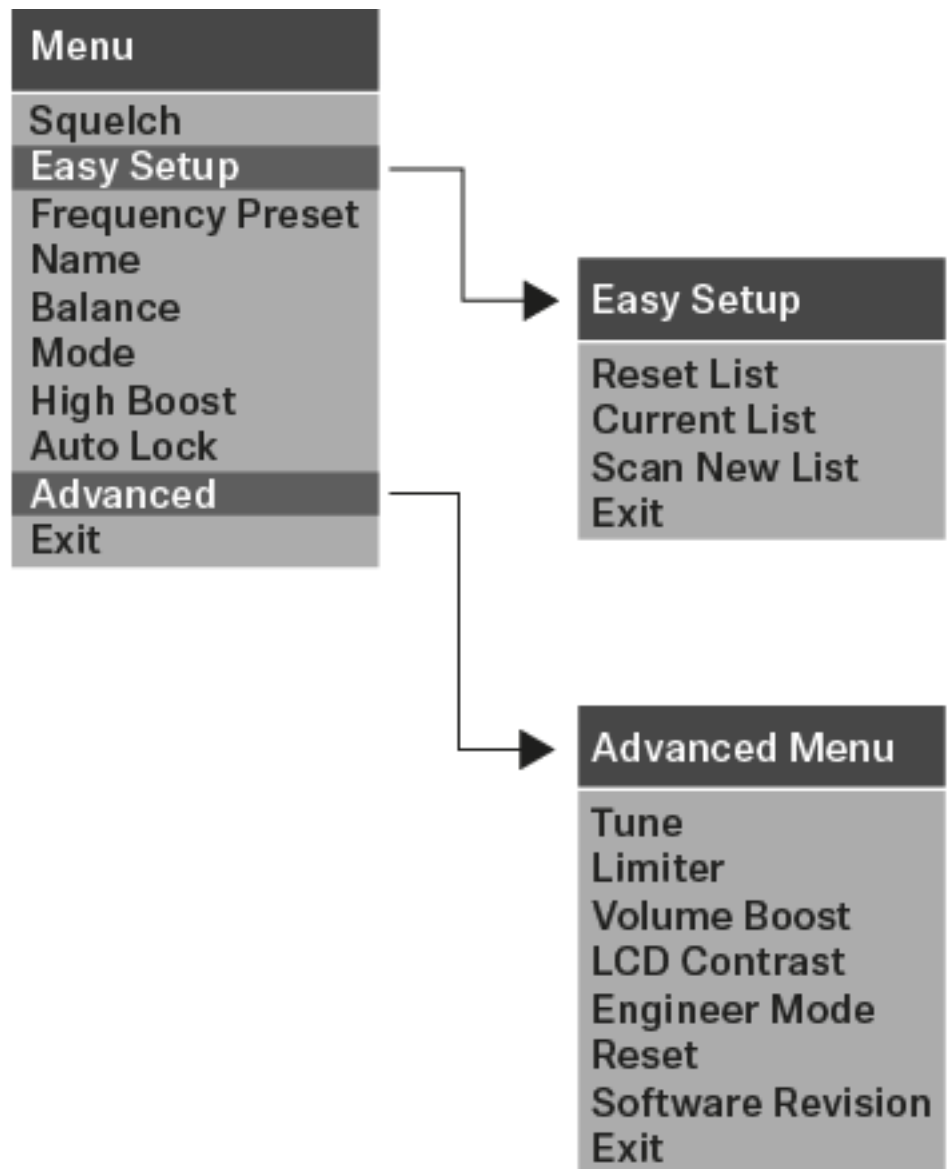 Menu
Squelch
Easy Setup
Frequency Preset
Name
Balance
Mode
High Boost
Auto Lock
Advanced
Exit
Easy Setup
Reset List
Current List
Scan New List
Exit
Advanced Menu
Tune
Limiter
Volume Boost
LCD Contrast
Engineer Mode
Reset
Software Revision
Exit